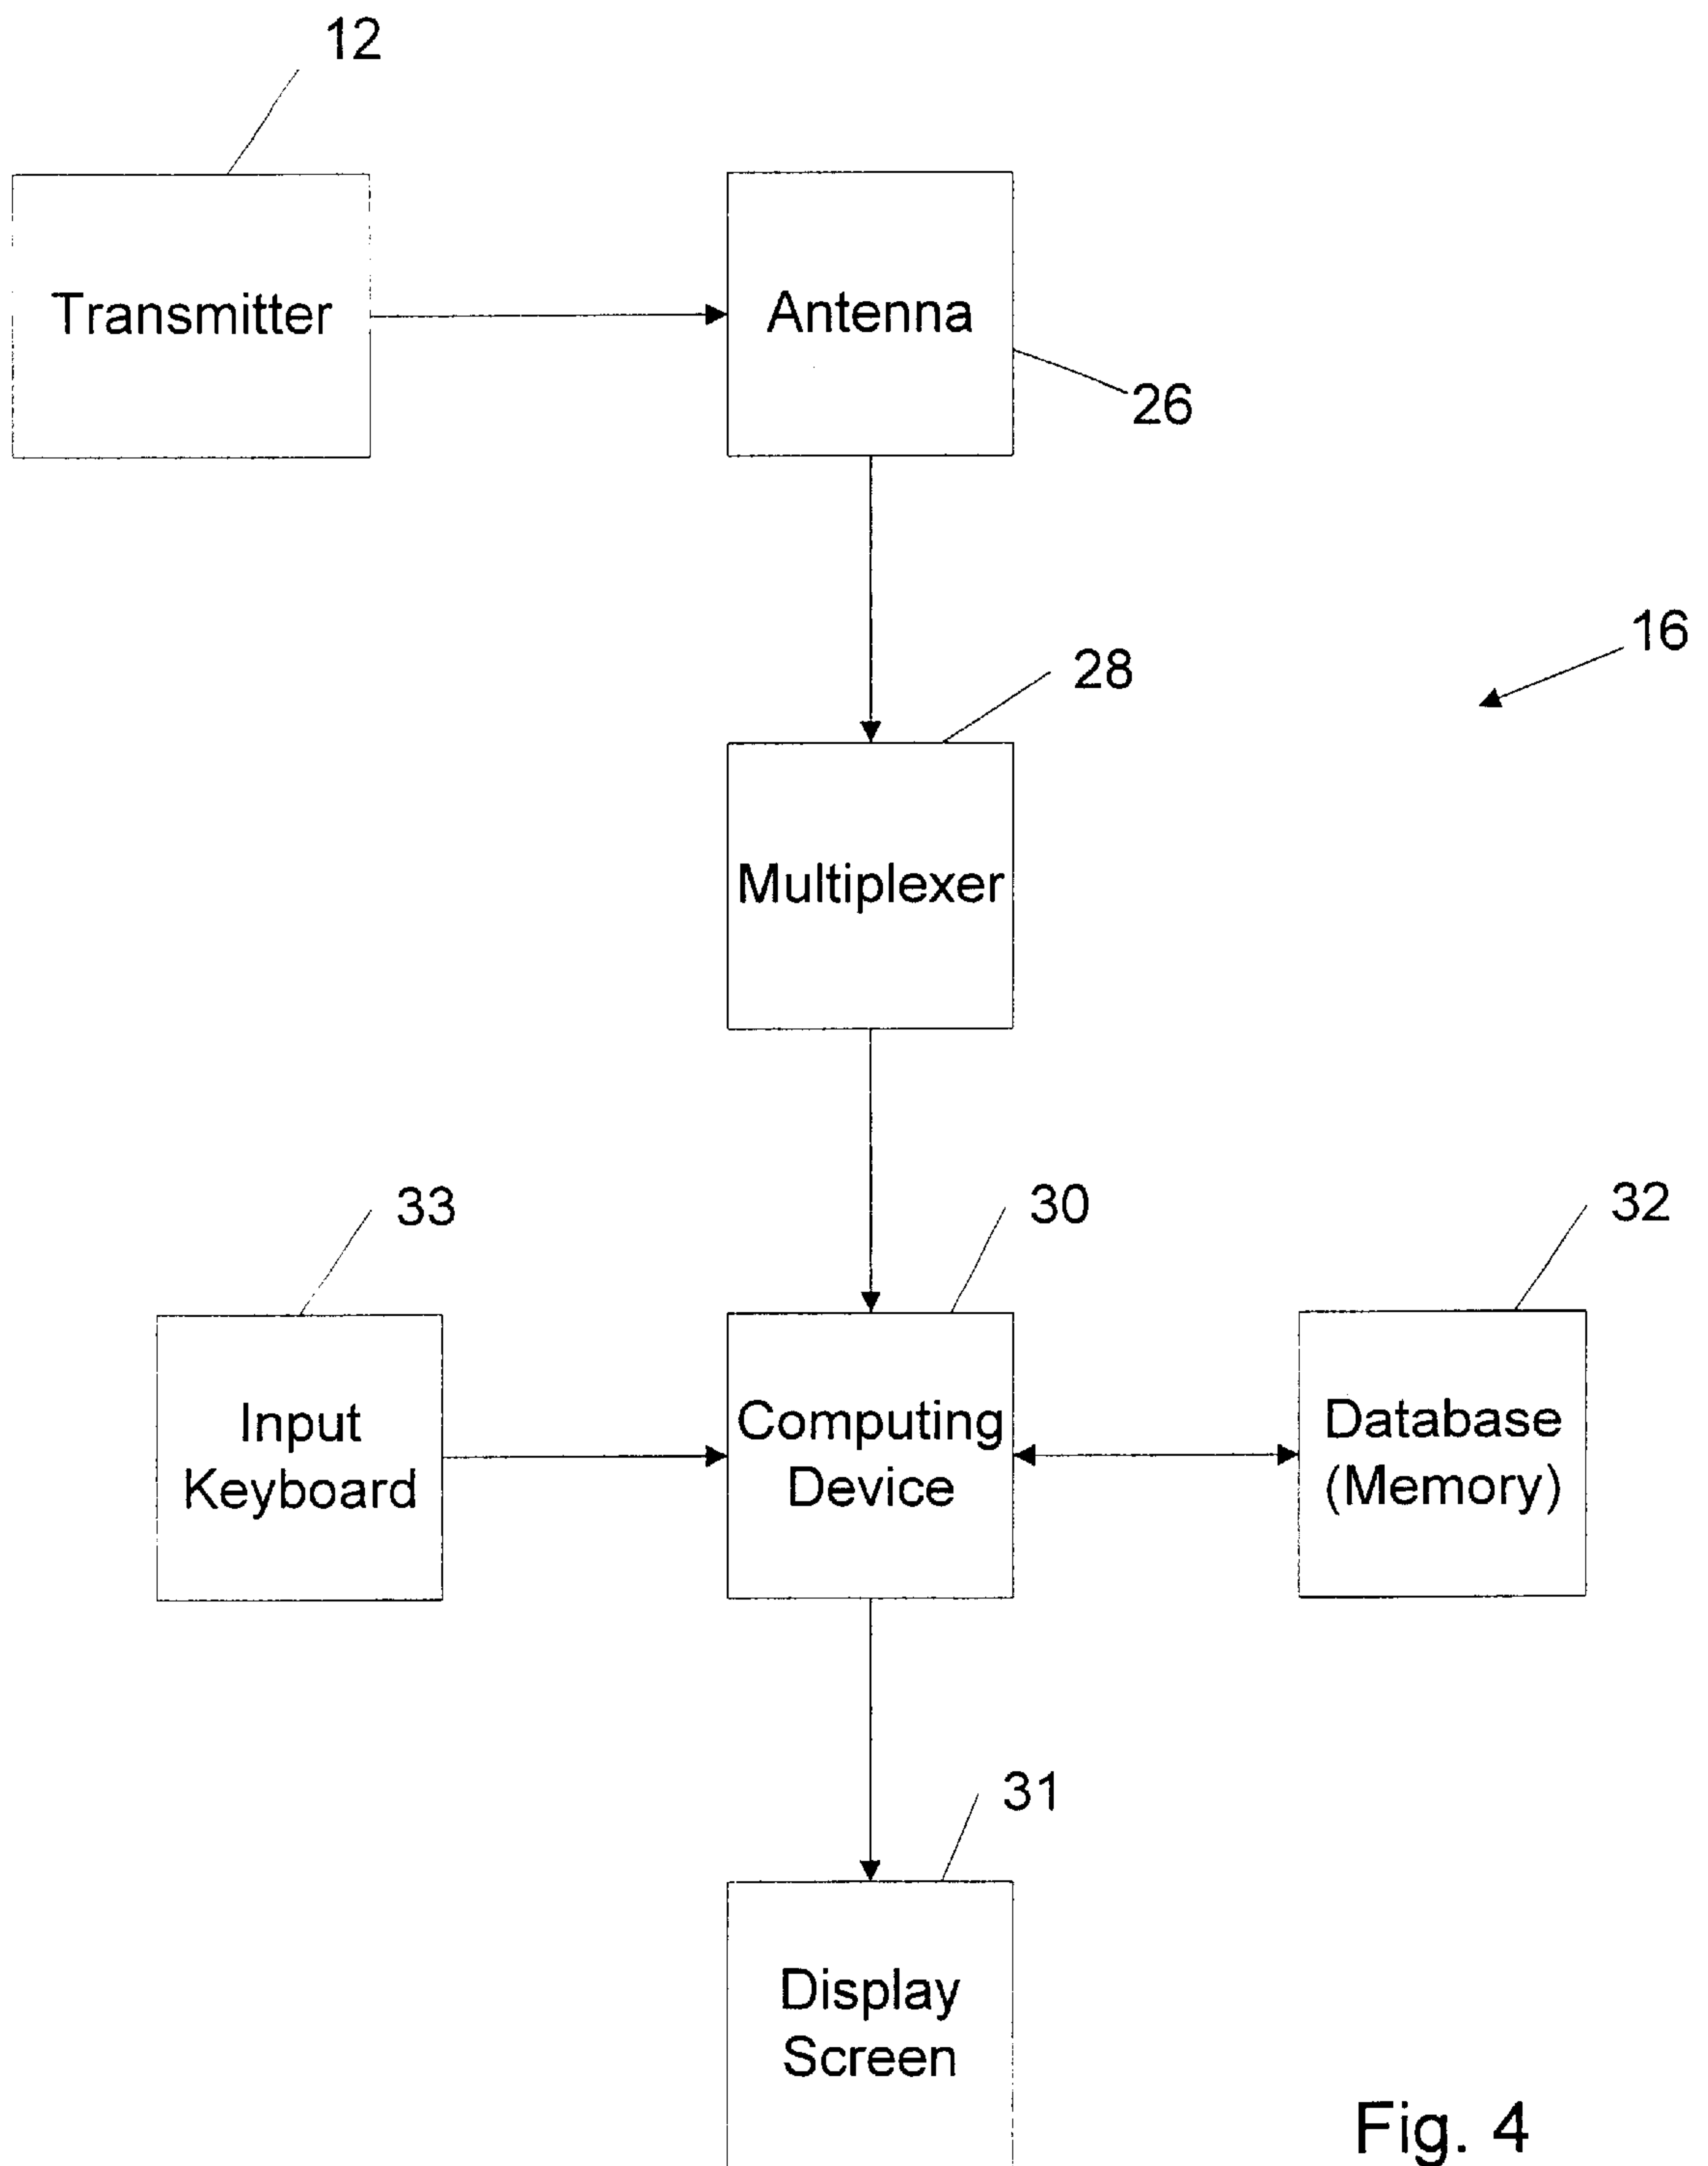 12
Transmitter
Antenna
26
16
28
Multiplexer
33
30
32
Input
Keyboard
Computing
Device
Database
(Memory)
31
Display
Screen
Fig. 4